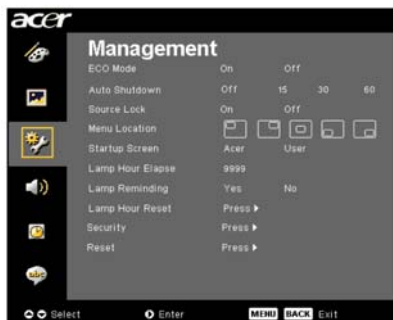 acer
Management
ECO Mode On Off
Auto Shutdown Off 15 30 60
Source Lock On Off
Menu Location
Startup Screen Acer User
Lamp Hour Elapse 9999
Lamp Reminding Yes No
Lamp Hour Reset Press
Security Press
Reset Press
abc
Select Enter MENU BACK Exit